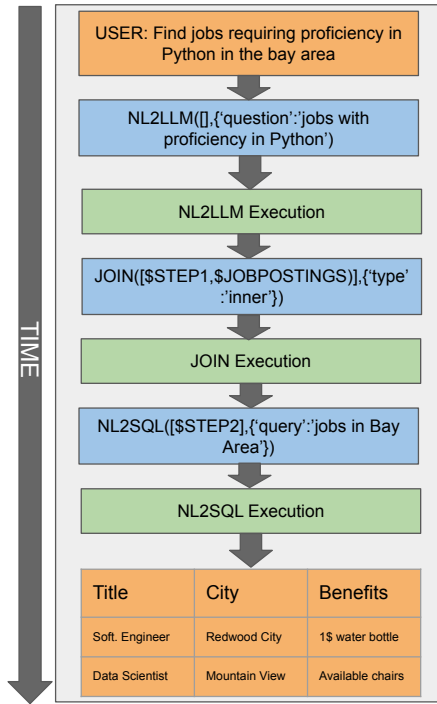 USER: Find jobs requiring proficiency in
Python in the bay area
NL2LLM([],{‘question’:’jobs with
proficiency in Python’)
NL2LLM Execution
JOIN([$STEP1,$JOBPOSTINGS)],{‘type’
:’inner’})
JOIN Execution
NL2SQL([$STEP2],{‘query’:’jobs in Bay
Area’})
NL2SQL Execution
Title City Benefits
Soft. Engineer Redwood City 1$ water bottle
Data Scientist Mountain View Available chairs
TIME